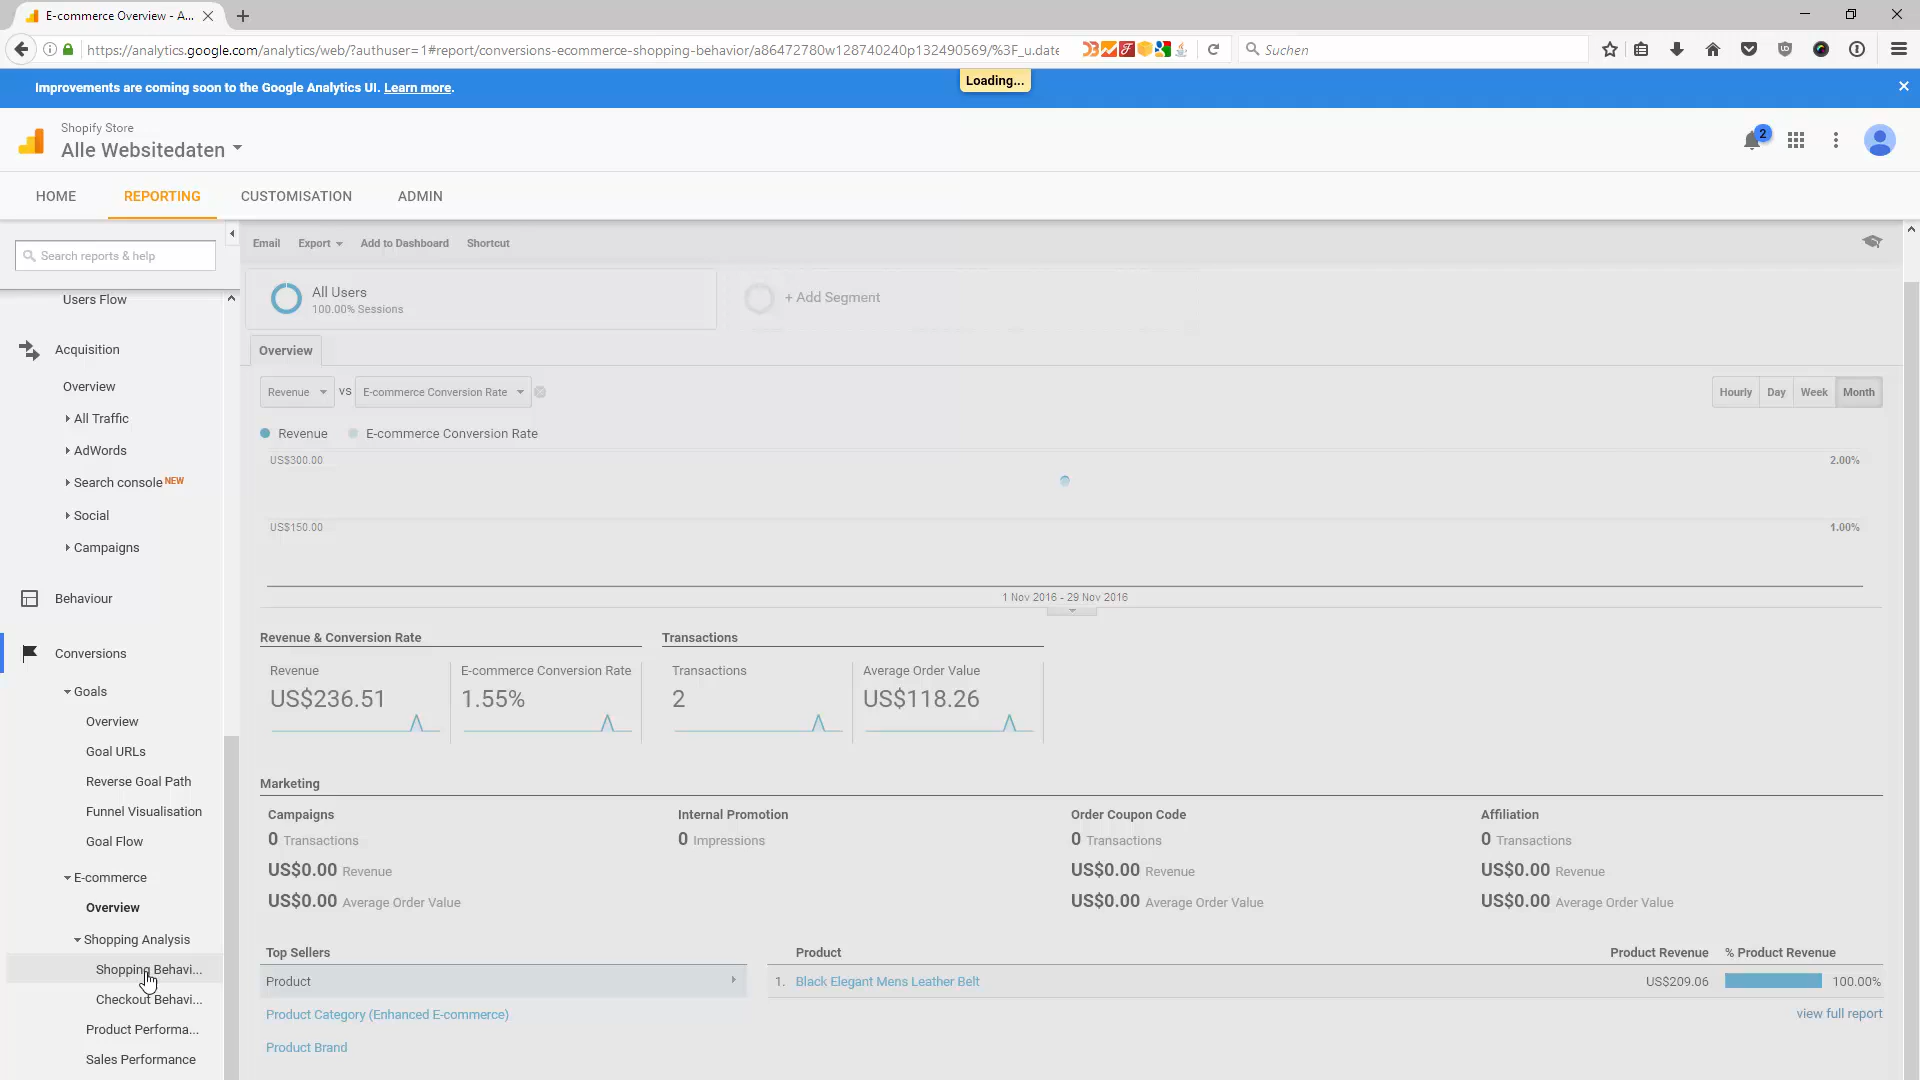 E-commerce Overview - A...
https://analytics.google.com/analytics/web/?authuser=1#report/conversions-ecommerce-shopping-behavior/a86472780w128740240p132490569/%3F_u.date
Suchen
Improvements are coming soon to the Google Analytics UI. Learn more.
Loading...
Shopify Store
Alle Websitedaten
2
HOME
REPORTING
CUSTOMISATION
ADMIN
Search reports & help
Email
Export
Add to Dashboard
Shortcut
Users Flow
Acquisition
Overview
All Traffic
AdWords
Search console NEW
Social
Campaigns
Behaviour
Conversions
Goals
Overview
Goal URLs
Reverse Goal Path
Funnel Visualisation
Goal Flow
E-commerce
Overview
Shopping Analysis
Shopping Behavi...
Checkout Behavi...
Product Performa...
Sales Performance
All Users
100.00% Sessions
+ Add Segment
Overview
Revenue
vs
E-commerce Conversion Rate
Hourly
Day
Week
Month
Revenue
E-commerce Conversion Rate
US$300.00
2.00%
US$150.00
1.00%
1 Nov 2016 - 29 Nov 2016
Revenue & Conversion Rate
Revenue
US$236.51
E-commerce Conversion Rate
1.55%
Transactions
Transactions
2
Average Order Value
US$118.26
Marketing
Campaigns
0 Transactions
US$0.00 Revenue
US$0.00 Average Order Value
Internal Promotion
0 Impressions
Order Coupon Code
0 Transactions
US$0.00 Revenue
US$0.00 Average Order Value
Affiliation
0 Transactions
US$0.00 Revenue
US$0.00 Average Order Value
Top Sellers
Product
Product Category (Enhanced E-commerce)
Product Brand
Product
Product Revenue
% Product Revenue
1. Black Elegant Mens Leather Belt
US$209.06
100.00%
view full report